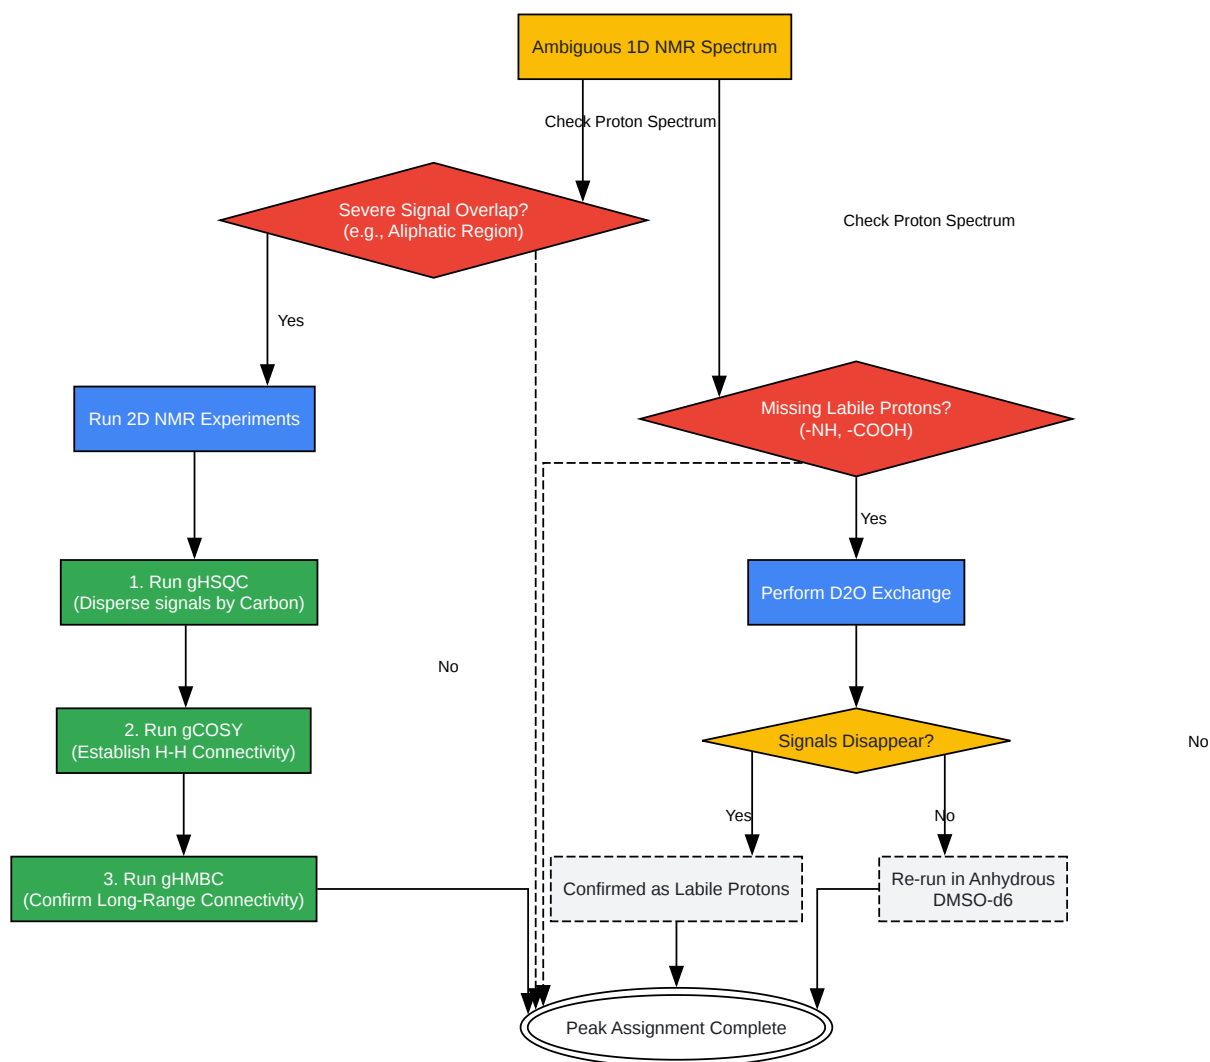 Ambiguous 1D NMR Spectrum
Check Proton Spectrum
Severe Signal Overlap?
(e.g., Aliphatic Region)
Check Proton Spectrum
Yes
Run 2D NMR Experiments
Missing Labile Protons?
(-NH, -COOH)
Yes
1. Run gHSQC
(Disperse signals by Carbon)
Perform D2O Exchange
No
2. Run gCOSY
(Establish H-H Connectivity)
Signals Disappear?
No
Yes
No
3. Run gHMBC
(Confirm Long-Range Connectivity)
Confirmed as Labile Protons
Re-run in Anhydrous
DMSO-d6
Peak Assignment Complete